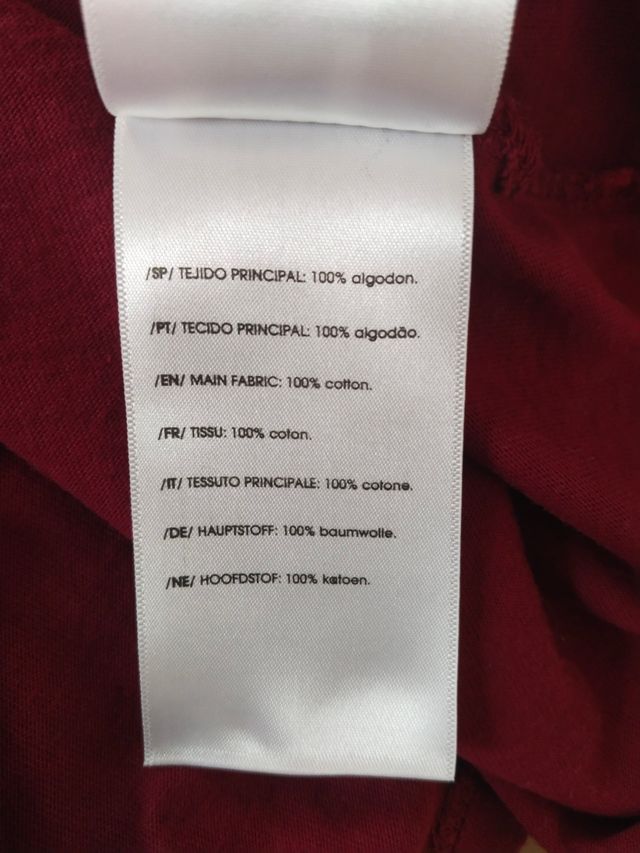 /SP/ TEJIDO PRINCIPAL: 100% algodon.
/PT/ TECIDO PRINCIPAL: 100% algodão.
/EN/ MAIN FABRIC: 100% cotton.
/FR/ TISSU: 100% coton.
/IT/ TESSUTO PRINCIPALE: 100% cotone.
/DE/ HAUPTSTOFF: 100% baumwolle.
/NE/ HOOFDSTOF: 100% katoen.